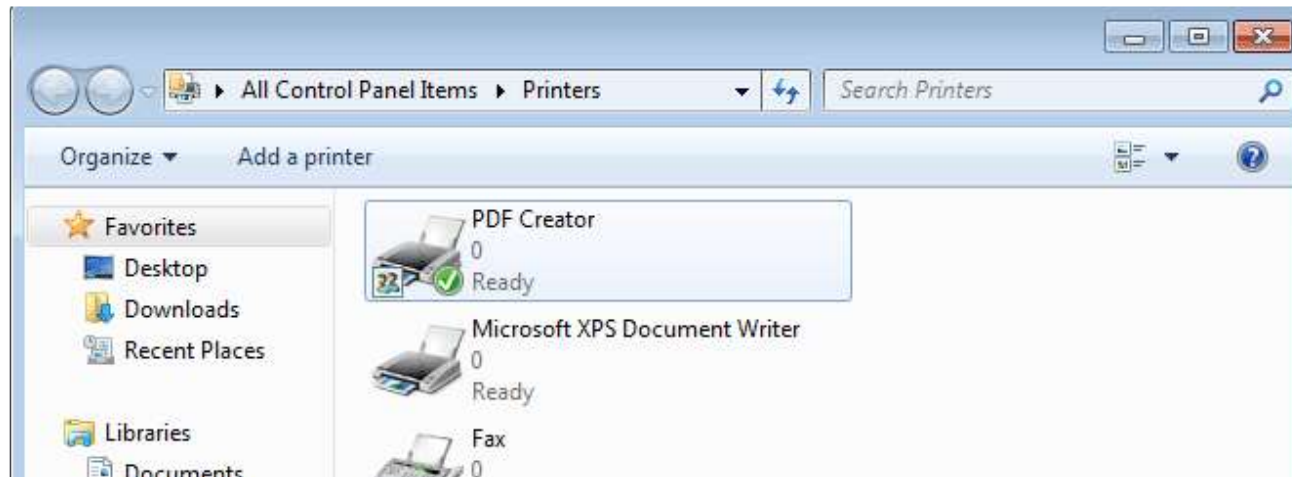 All Control Panel Items Printers
Search Printers
Organize Add a printer
Favorites
Desktop
Downloads
Recent Places
Libraries
Documents
PDF Creator
0
Ready
Microsoft XPS Document Writer
0
Ready
Fax
0